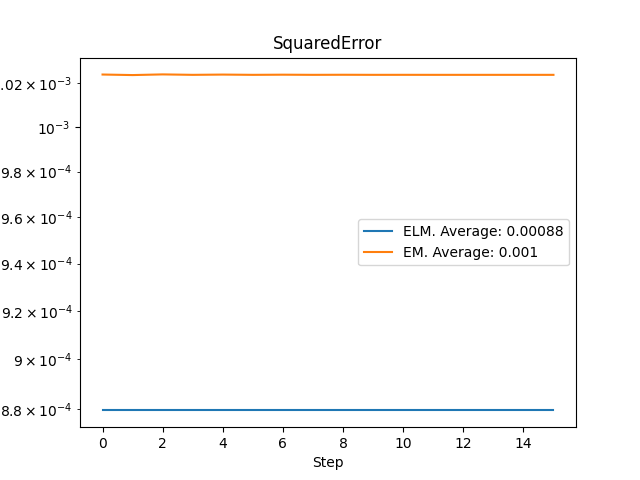 SquaredError
.02 × 10⁻³
10⁻³
9.8 × 10⁻⁴
9.6 × 10⁻⁴
9.4 × 10⁻⁴
9.2 × 10⁻⁴
9 × 10⁻⁴
8.8 × 10⁻⁴
ELM. Average: 0.00088
EM. Average: 0.001
0 2 4 6 8 10 12 14
Step